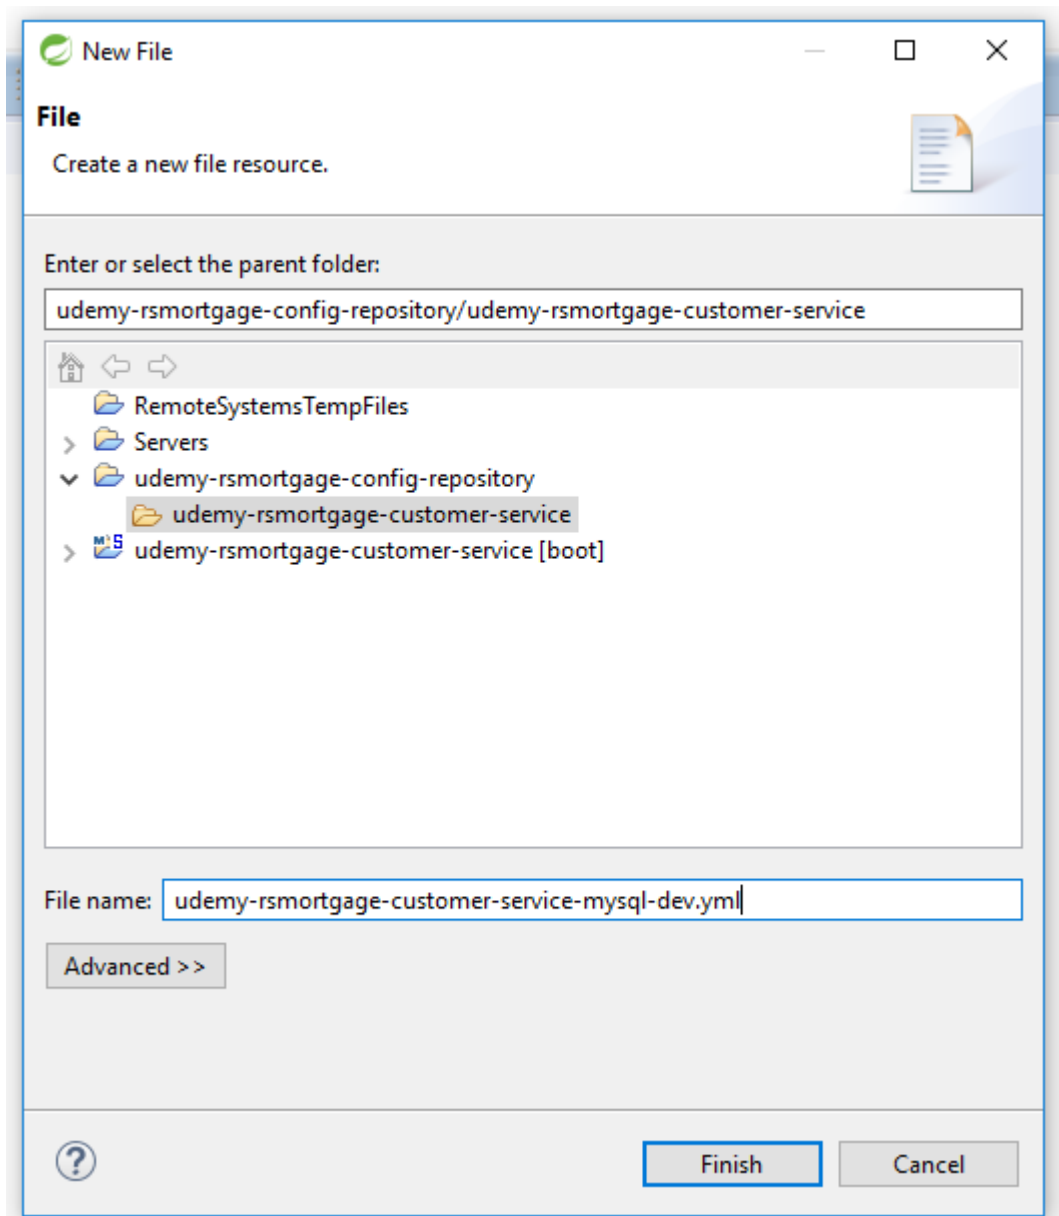 New File
File
Create a new file resource.
Enter or select the parent folder:
udemy-rsmortgage-config-repository/udemy-rsmortgage-customer-service
RemoteSystemsTempFiles
Servers
udemy-rsmortgage-config-repository
udemy-rsmortgage-customer-service
udemy-rsmortgage-customer-service [boot]
File name: udemy-rsmortgage-customer-service-mysql-dev.yml
Advanced >>
Finish Cancel